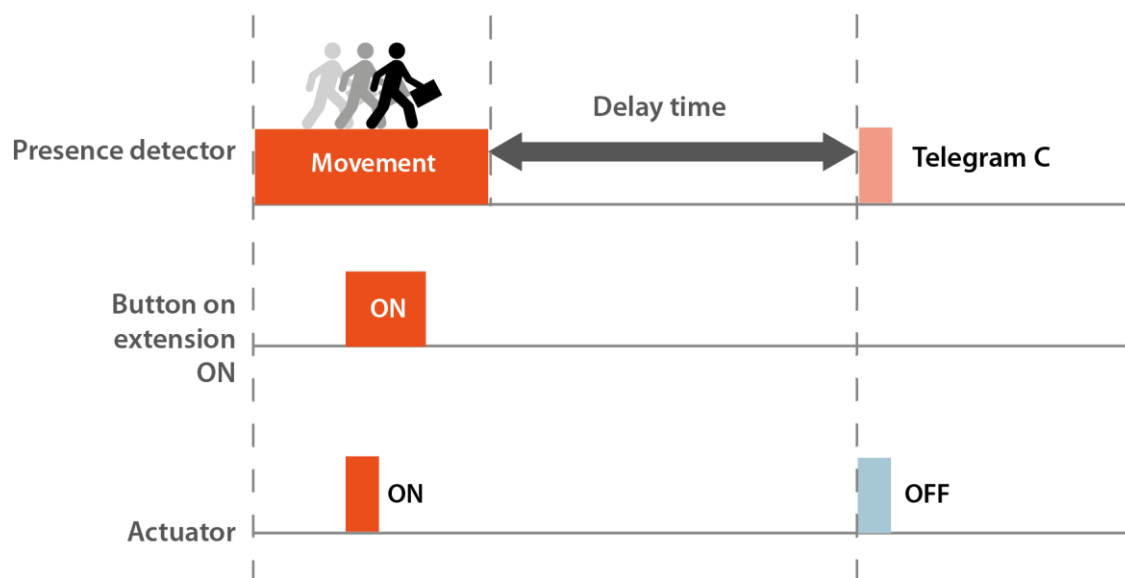 Delay time
Presence detector
Movement
Telegram C
Button on
extension
ON
ON
ON
OFF
Actuator